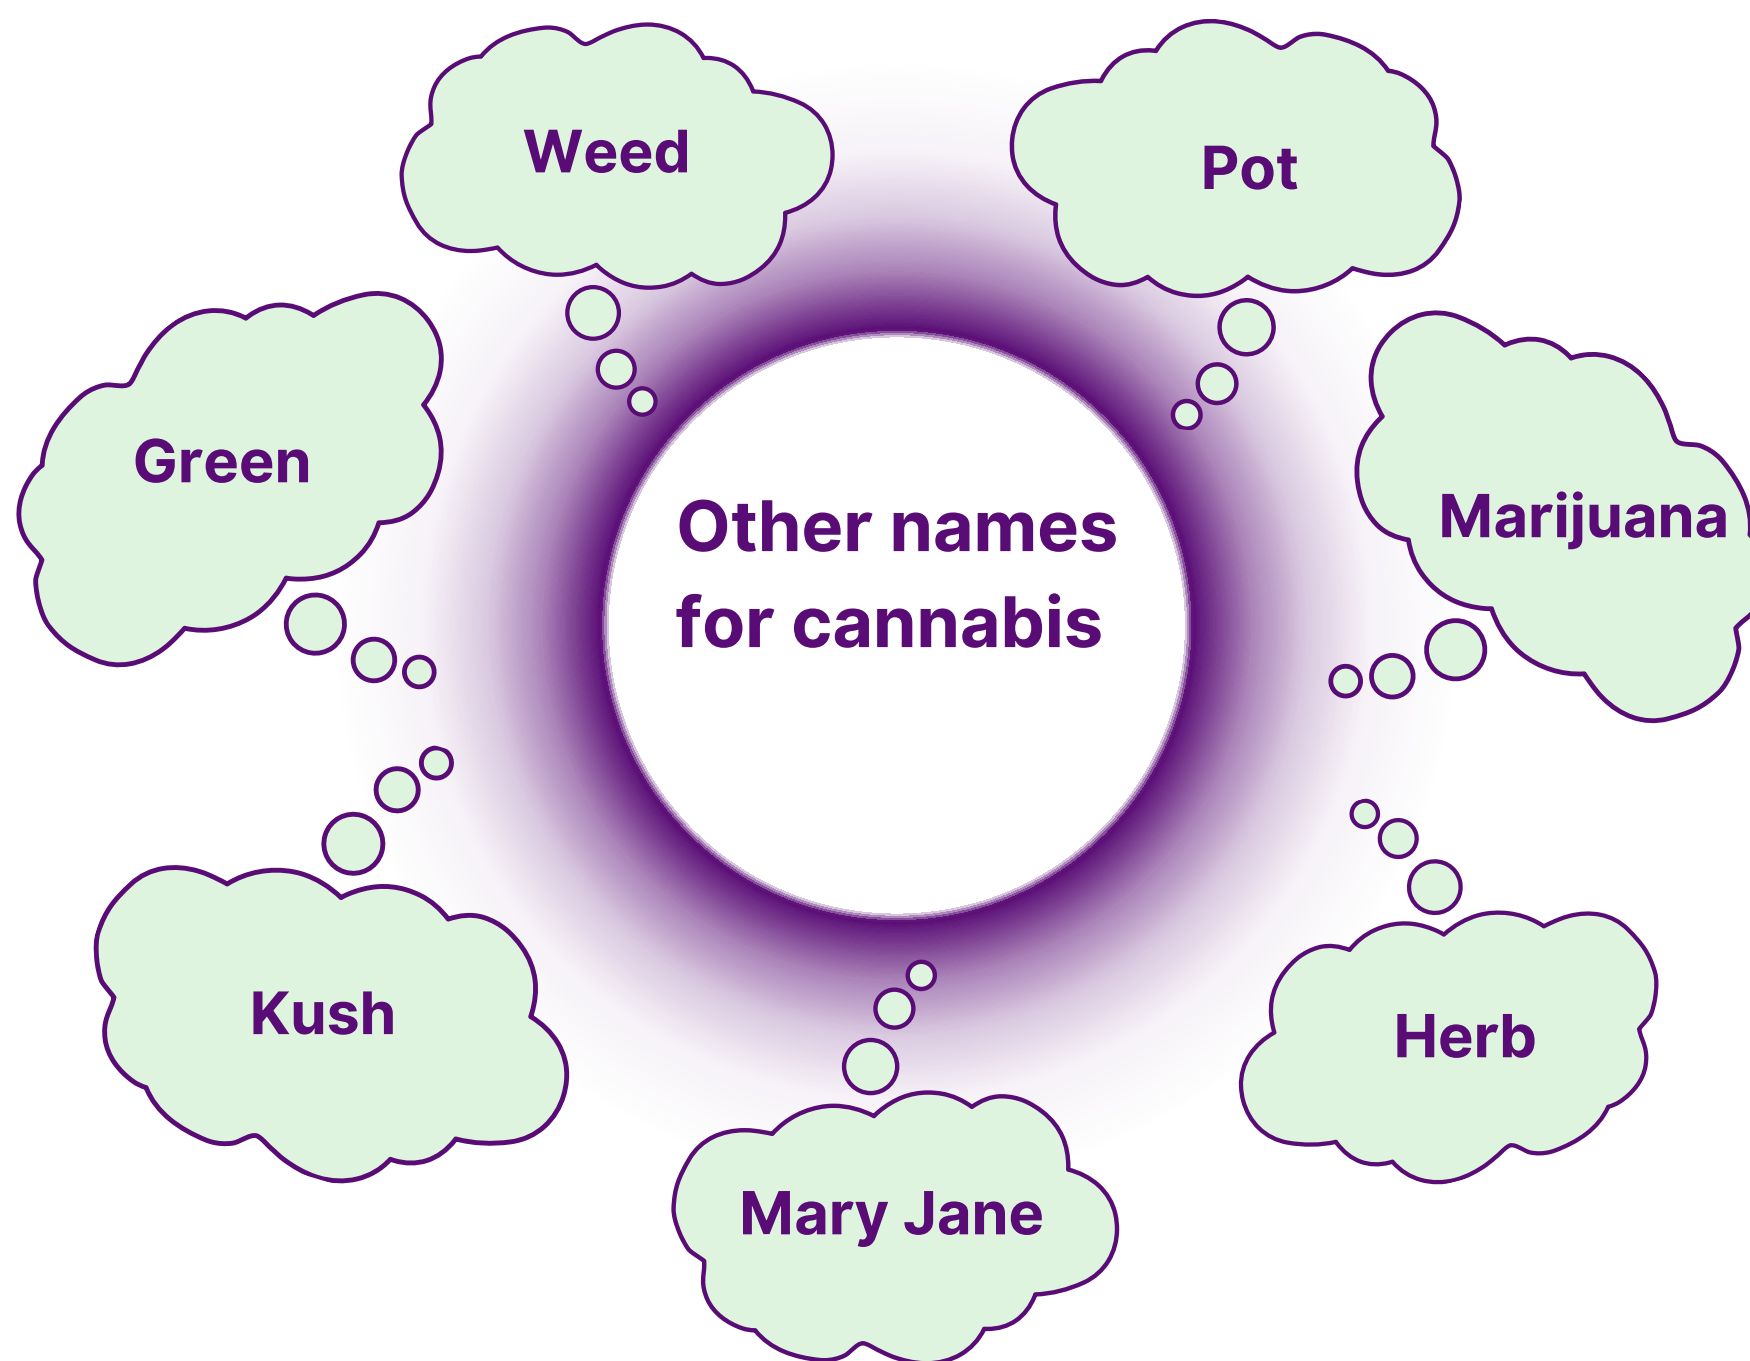 Weed
Pot
Green
Marijuana
Other names
for cannabis
Kush
Herb
Mary Jane